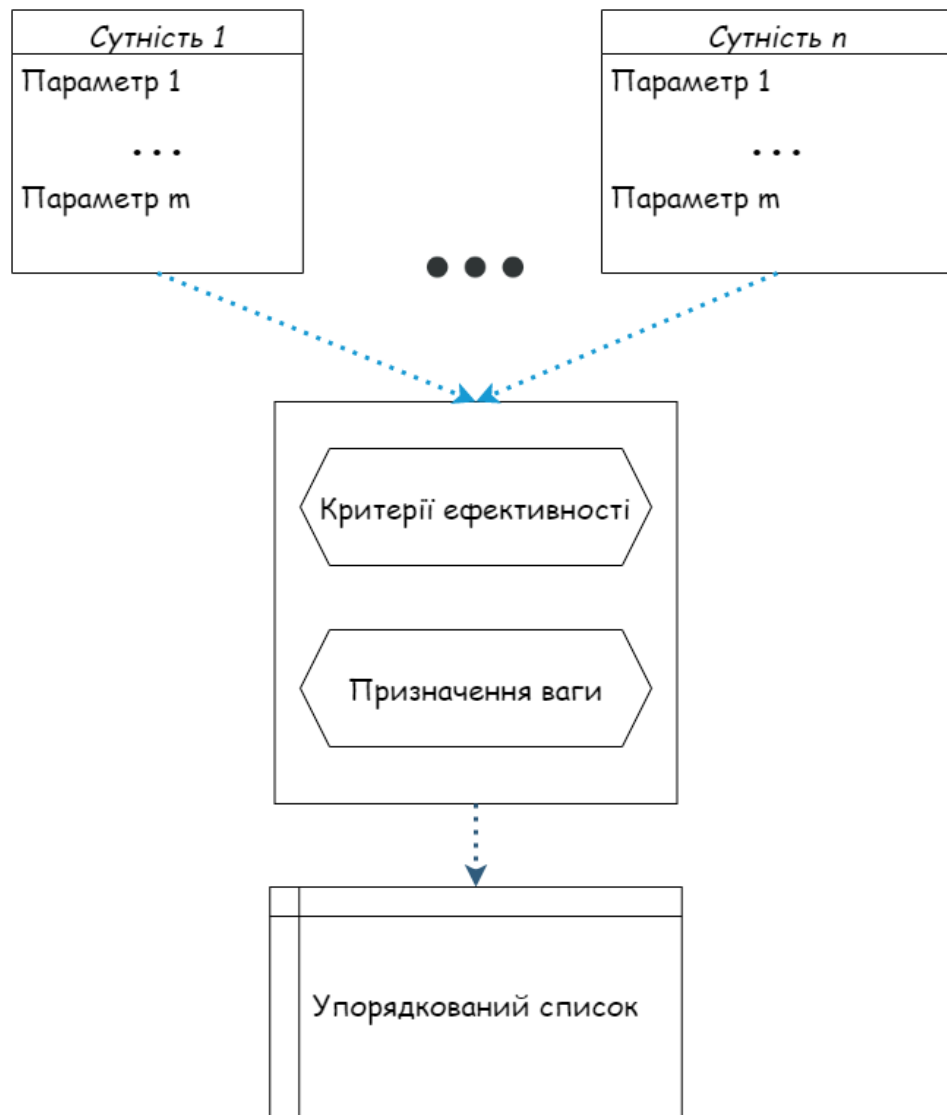 Сутність 1
Параметр 1
...
Параметр m
Сутність n
Параметр 1
...
Параметр m
Критерії ефективності
Призначення ваги
Упорядкований список